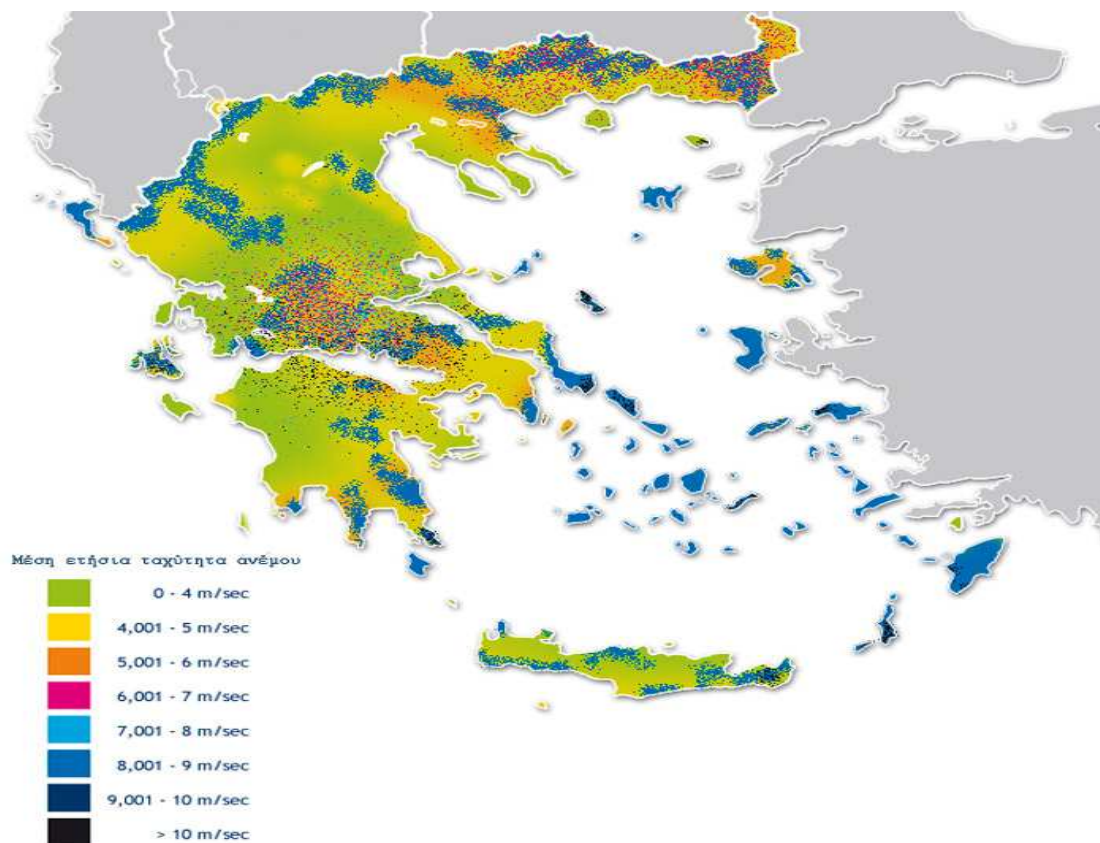 Μέση ετήσια ταχύτητα ανέμου
0 - 4 m/sec
4,001 - 5 m/sec
5,001 - 6 m/sec
6,001 - 7 m/sec
7,001 - 8 m/sec
8,001 - 9 m/sec
9,001 - 10 m/sec
> 10 m/sec